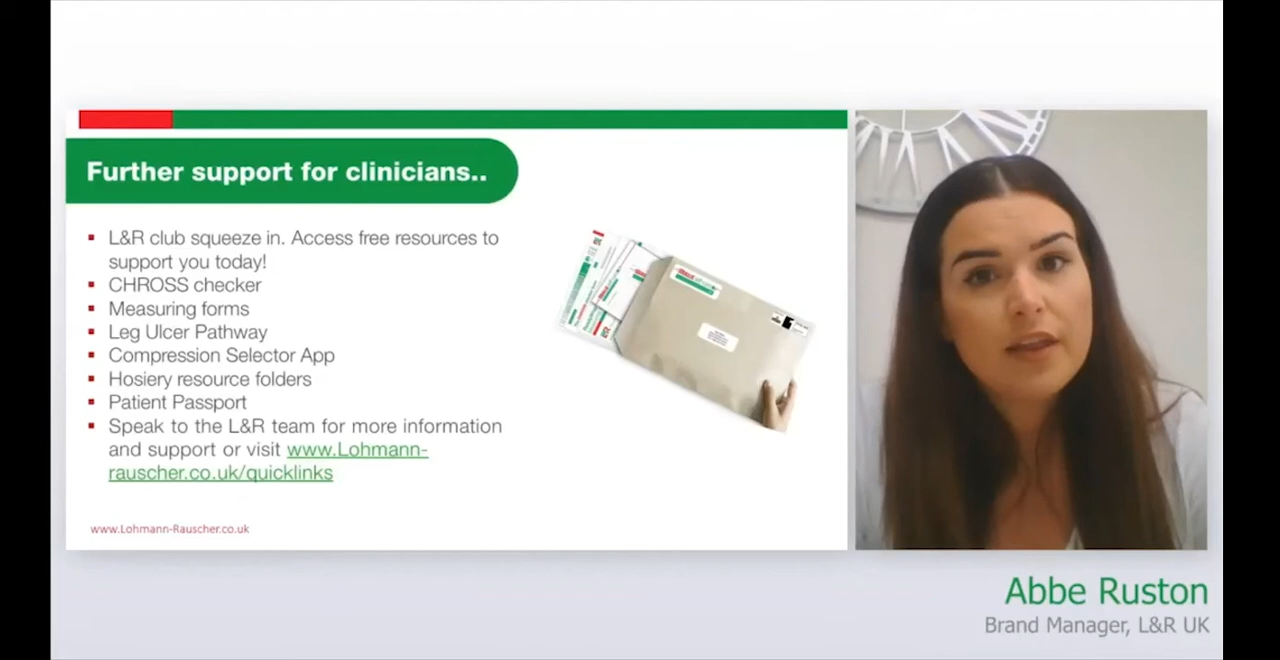 Further support for clinicians..
L&R club squeeze in. Access free resources to
support you today!
CHROSS checker
Measuring forms
Leg Ulcer Pathway
Compression Selector App
Hosiery resource folders
Patient Passport
Speak to the L&R team for more information
and support or visit www.Lohmann-
rauscher.co.uk/quicklinks
www.Lohmann-Rauscher.co.uk
Abbe Ruston
Brand Manager, L&R UK